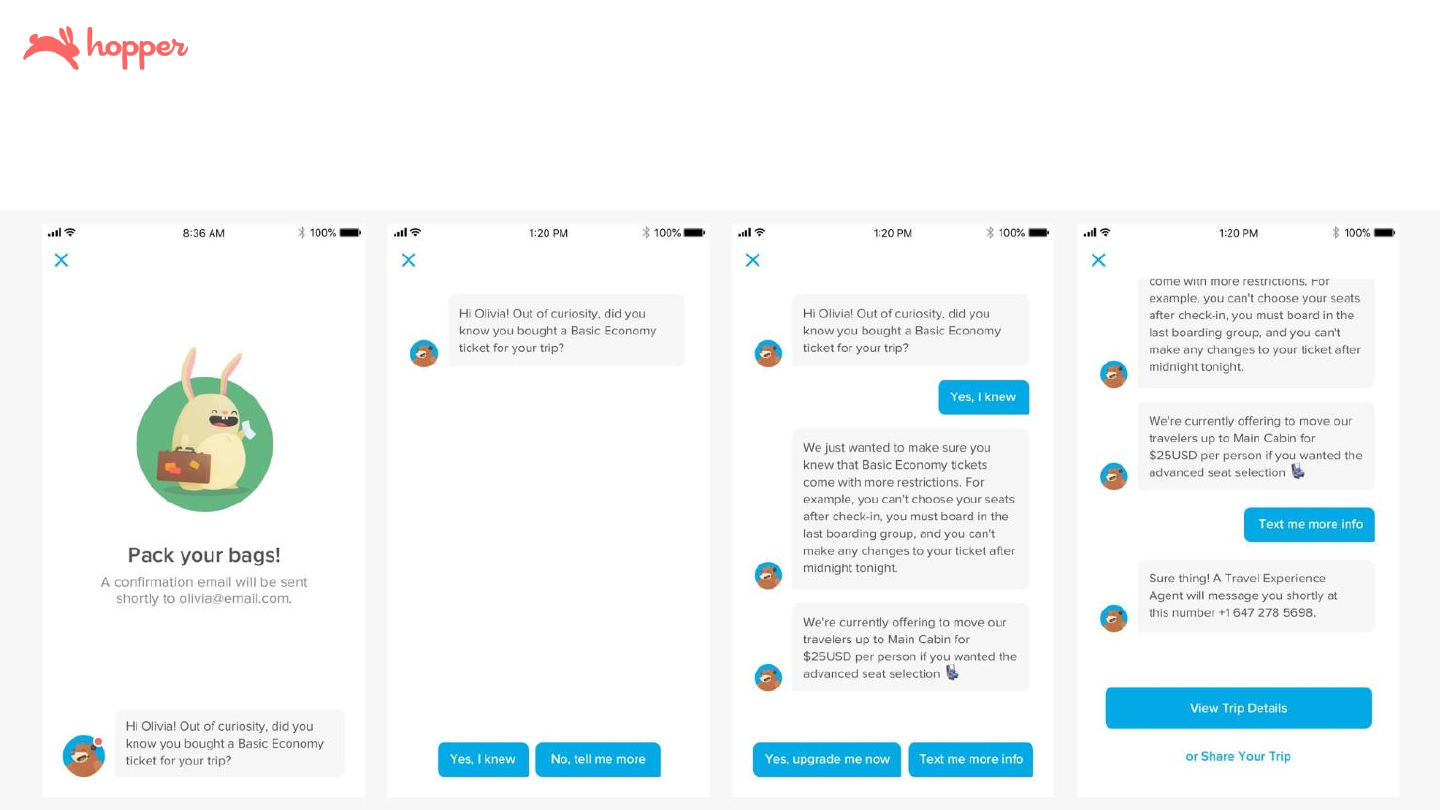 hopper
8:36 AM
100%
Pack your bags!
A confirmation email will be sent
shortly to olivia@email.com.
Hi Olivia! Out of curiosity, did you
know you bought a Basic Economy
ticket for your trip?
1:20 PM
100%
Hi Olivia! Out of curiosity, did you
know you bought a Basic Economy
ticket for your trip?
Yes, I knew
No, tell me more
1:20 PM
100%
Hi Olivia! Out of curiosity, did you
know you bought a Basic Economy
ticket for your trip?
Yes, I knew
We just wanted to make sure you
knew that Basic Economy tickets
come with more restrictions. For
example, you can't choose your seats
after check-in, you must board in the
last boarding group, and you can't
make any changes to your ticket after
midnight tonight.
We're currently offering to move our
travelers up to Main Cabin for
$25USD per person if you wanted the
advanced seat selection
Yes, upgrade me now
Text me more info
1:20 PM
100%
come with more restrictions. For
example, you can't choose your seats
after check-in, you must board in the
last boarding group, and you can't
make any changes to your ticket after
midnight tonight.
We're currently offering to move our
travelers up to Main Cabin for
$25USD per person if you wanted the
advanced seat selection
Text me more info
Sure thing! A Travel Experience
Agent will message you shortly at
this number +1 647 278 5698.
View Trip Details
or Share Your Trip